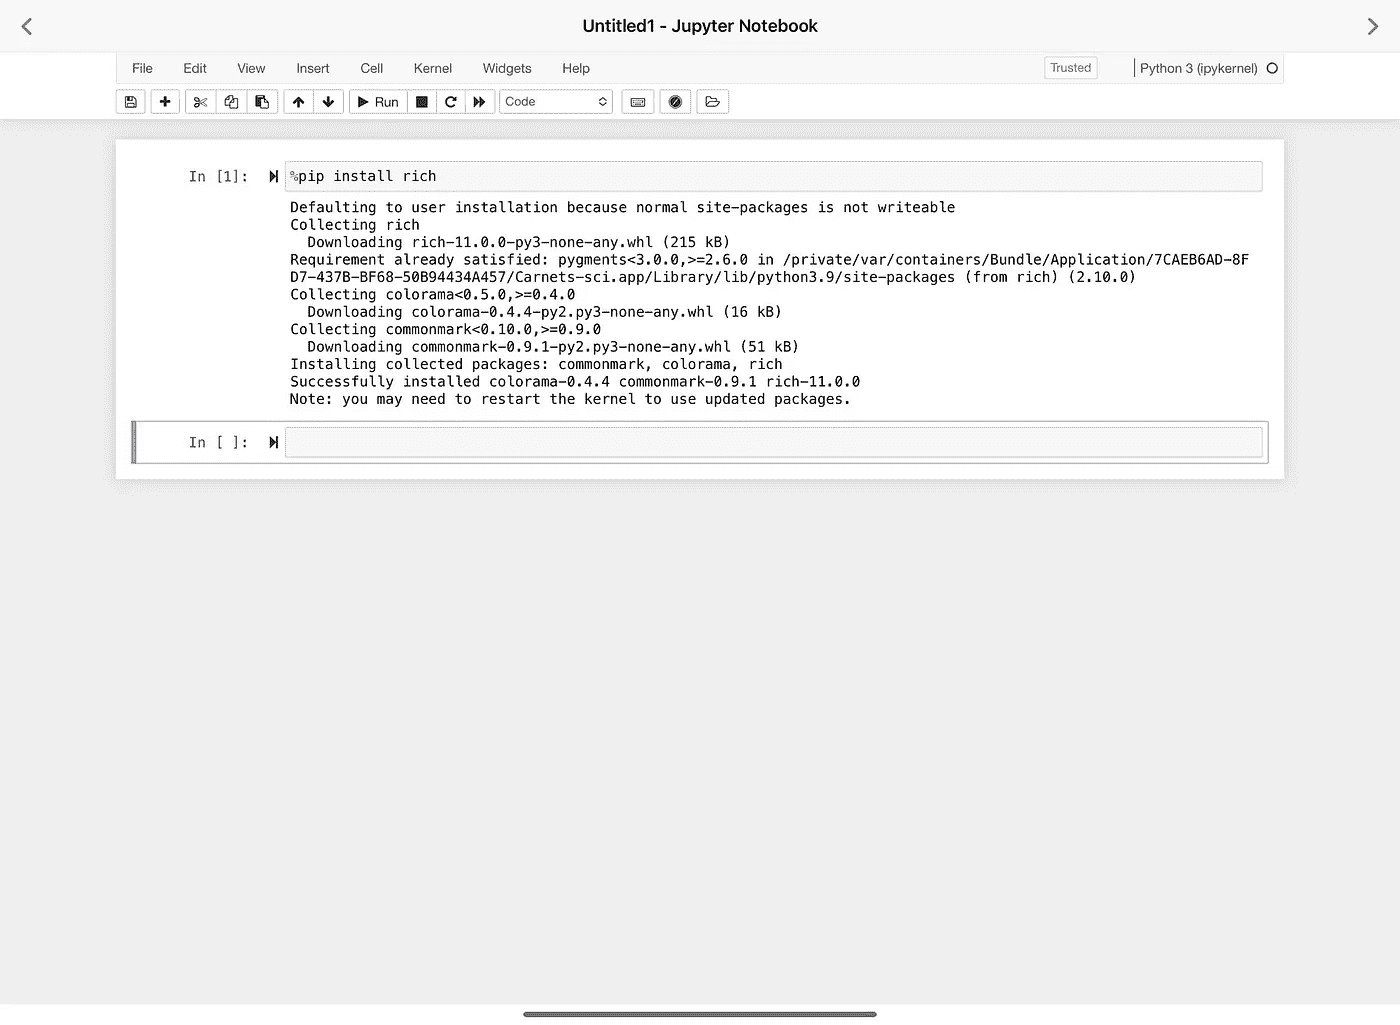 Untitled1 - Jupyter Notebook
File Edit View Insert Cell Kernel Widgets Help Trusted Python 3 (ipykernel)
Run Code
In [1]: %pip install rich
Defaulting to user installation because normal site-packages is not writeable
Collecting rich
Downloading rich-11.0.0-py3-none-any.whl (215 kB)
Requirement already satisfied: pygments<3.0.0,>=2.6.0 in /private/var/containers/Bundle/Application/7CAEB6AD-8F
D7-437B-BF68-50B94434A457/Carnets-sci.app/Library/lib/python3.9/site-packages (from rich) (2.10.0)
Collecting colorama<0.5.0,>=0.4.0
Downloading colorama-0.4.4-py2.py3-none-any.whl (16 kB)
Collecting commonmark<0.10.0,>=0.9.0
Downloading commonmark-0.9.1-py2.py3-none-any.whl (51 kB)
Installing collected packages: commonmark, colorama, rich
Successfully installed colorama-0.4.4 commonmark-0.9.1 rich-11.0.0
Note: you may need to restart the kernel to use updated packages.
In [ ]: